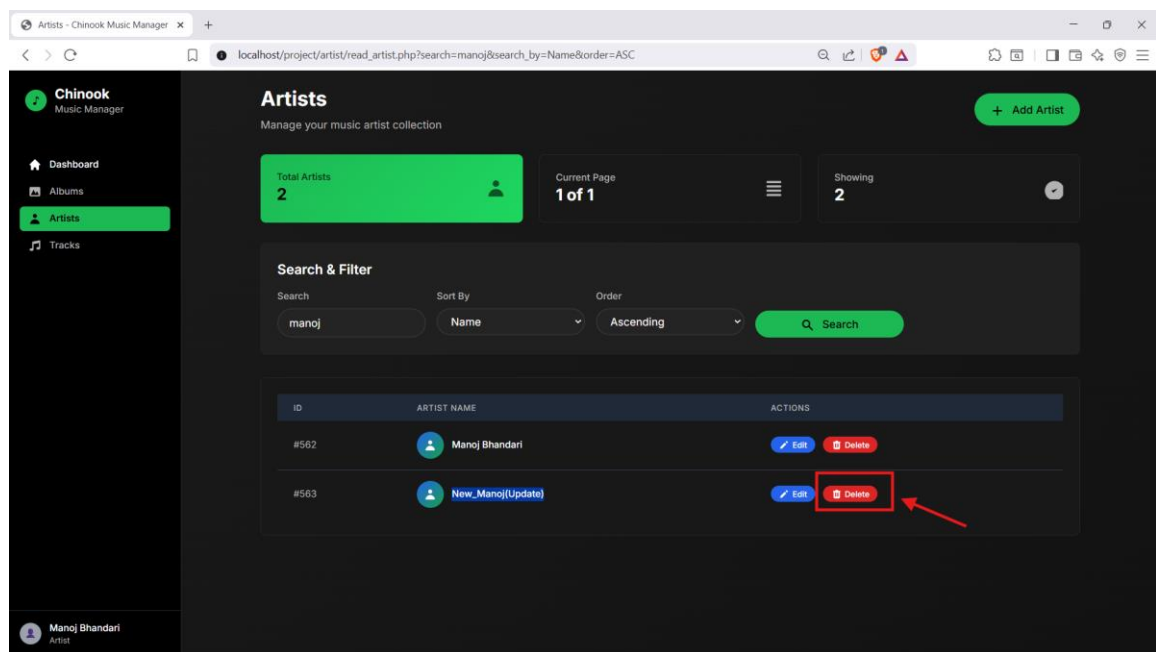 Artists - Chinook Music Manager
localhost/project/artist/read_artist.php?search=manoj&search_by=Name&order=ASC
Chinook
Music Manager
Dashboard
Albums
Artists
Tracks
Manoj Bhandari
Artist
Artists
Manage your music artist collection
+ Add Artist
Total Artists
2
Current Page
1 of 1
Showing
2
Search & Filter
Search
Sort By
Order
manoj
Name
Ascending
Search
ID ARTIST NAME ACTIONS
#562 Manoj Bhandari Edit Delete
#563 New_Manoj(Update) Edit Delete